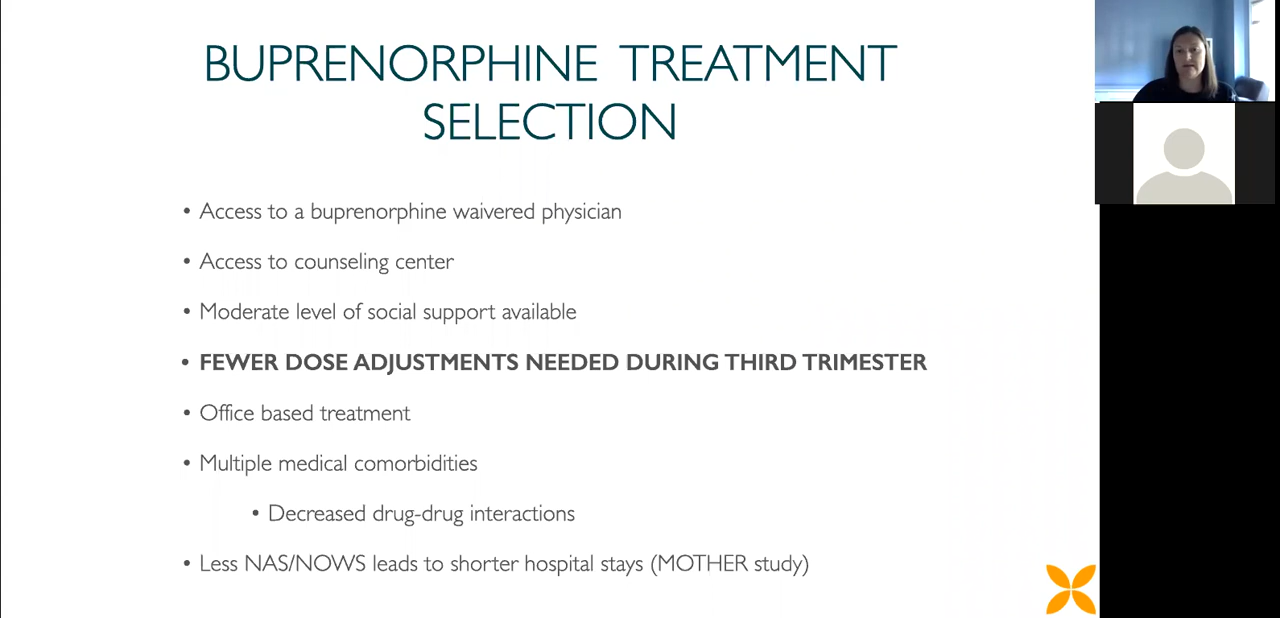 BUPRENORPHINE TREATMENT
SELECTION
• Access to a buprenorphine waivered physician
• Access to counseling center
• Moderate level of social support available
• FEWER DOSE ADJUSTMENTS NEEDED DURING THIRD TRIMESTER
• Office based treatment
• Multiple medical comorbidities
• Decreased drug-drug interactions
• Less NAS/NOWS leads to shorter hospital stays (MOTHER study)